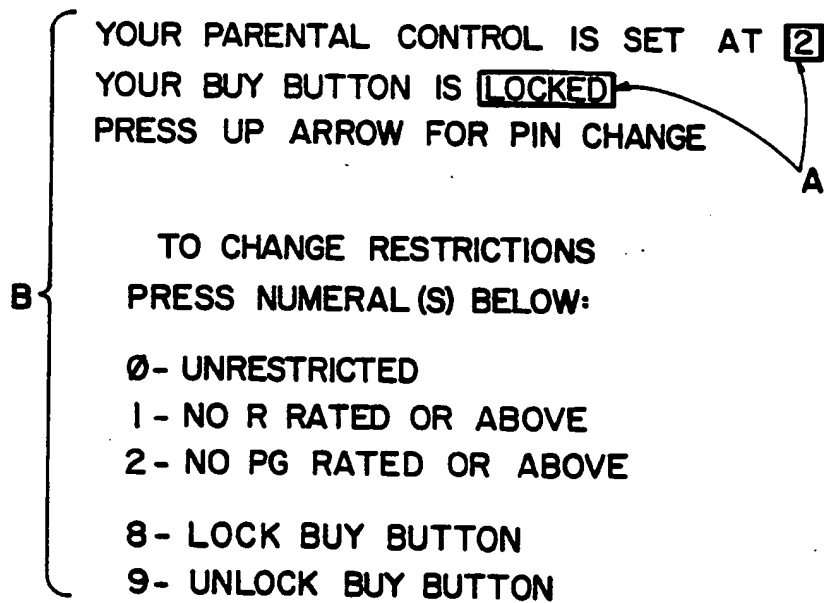 YOUR PARENTAL CONTROL IS SET AT 2
YOUR BUY BUTTON IS LOCKED
PRESS UP ARROW FOR PIN CHANGE
A
TO CHANGE RESTRICTIONS
B
PRESS NUMERAL(S) BELOW:
Ø- UNRESTRICTED
1- NO R RATED OR ABOVE
2- NO PG RATED OR ABOVE
8- LOCK BUY BUTTON
9- UNLOCK BUY BUTTON